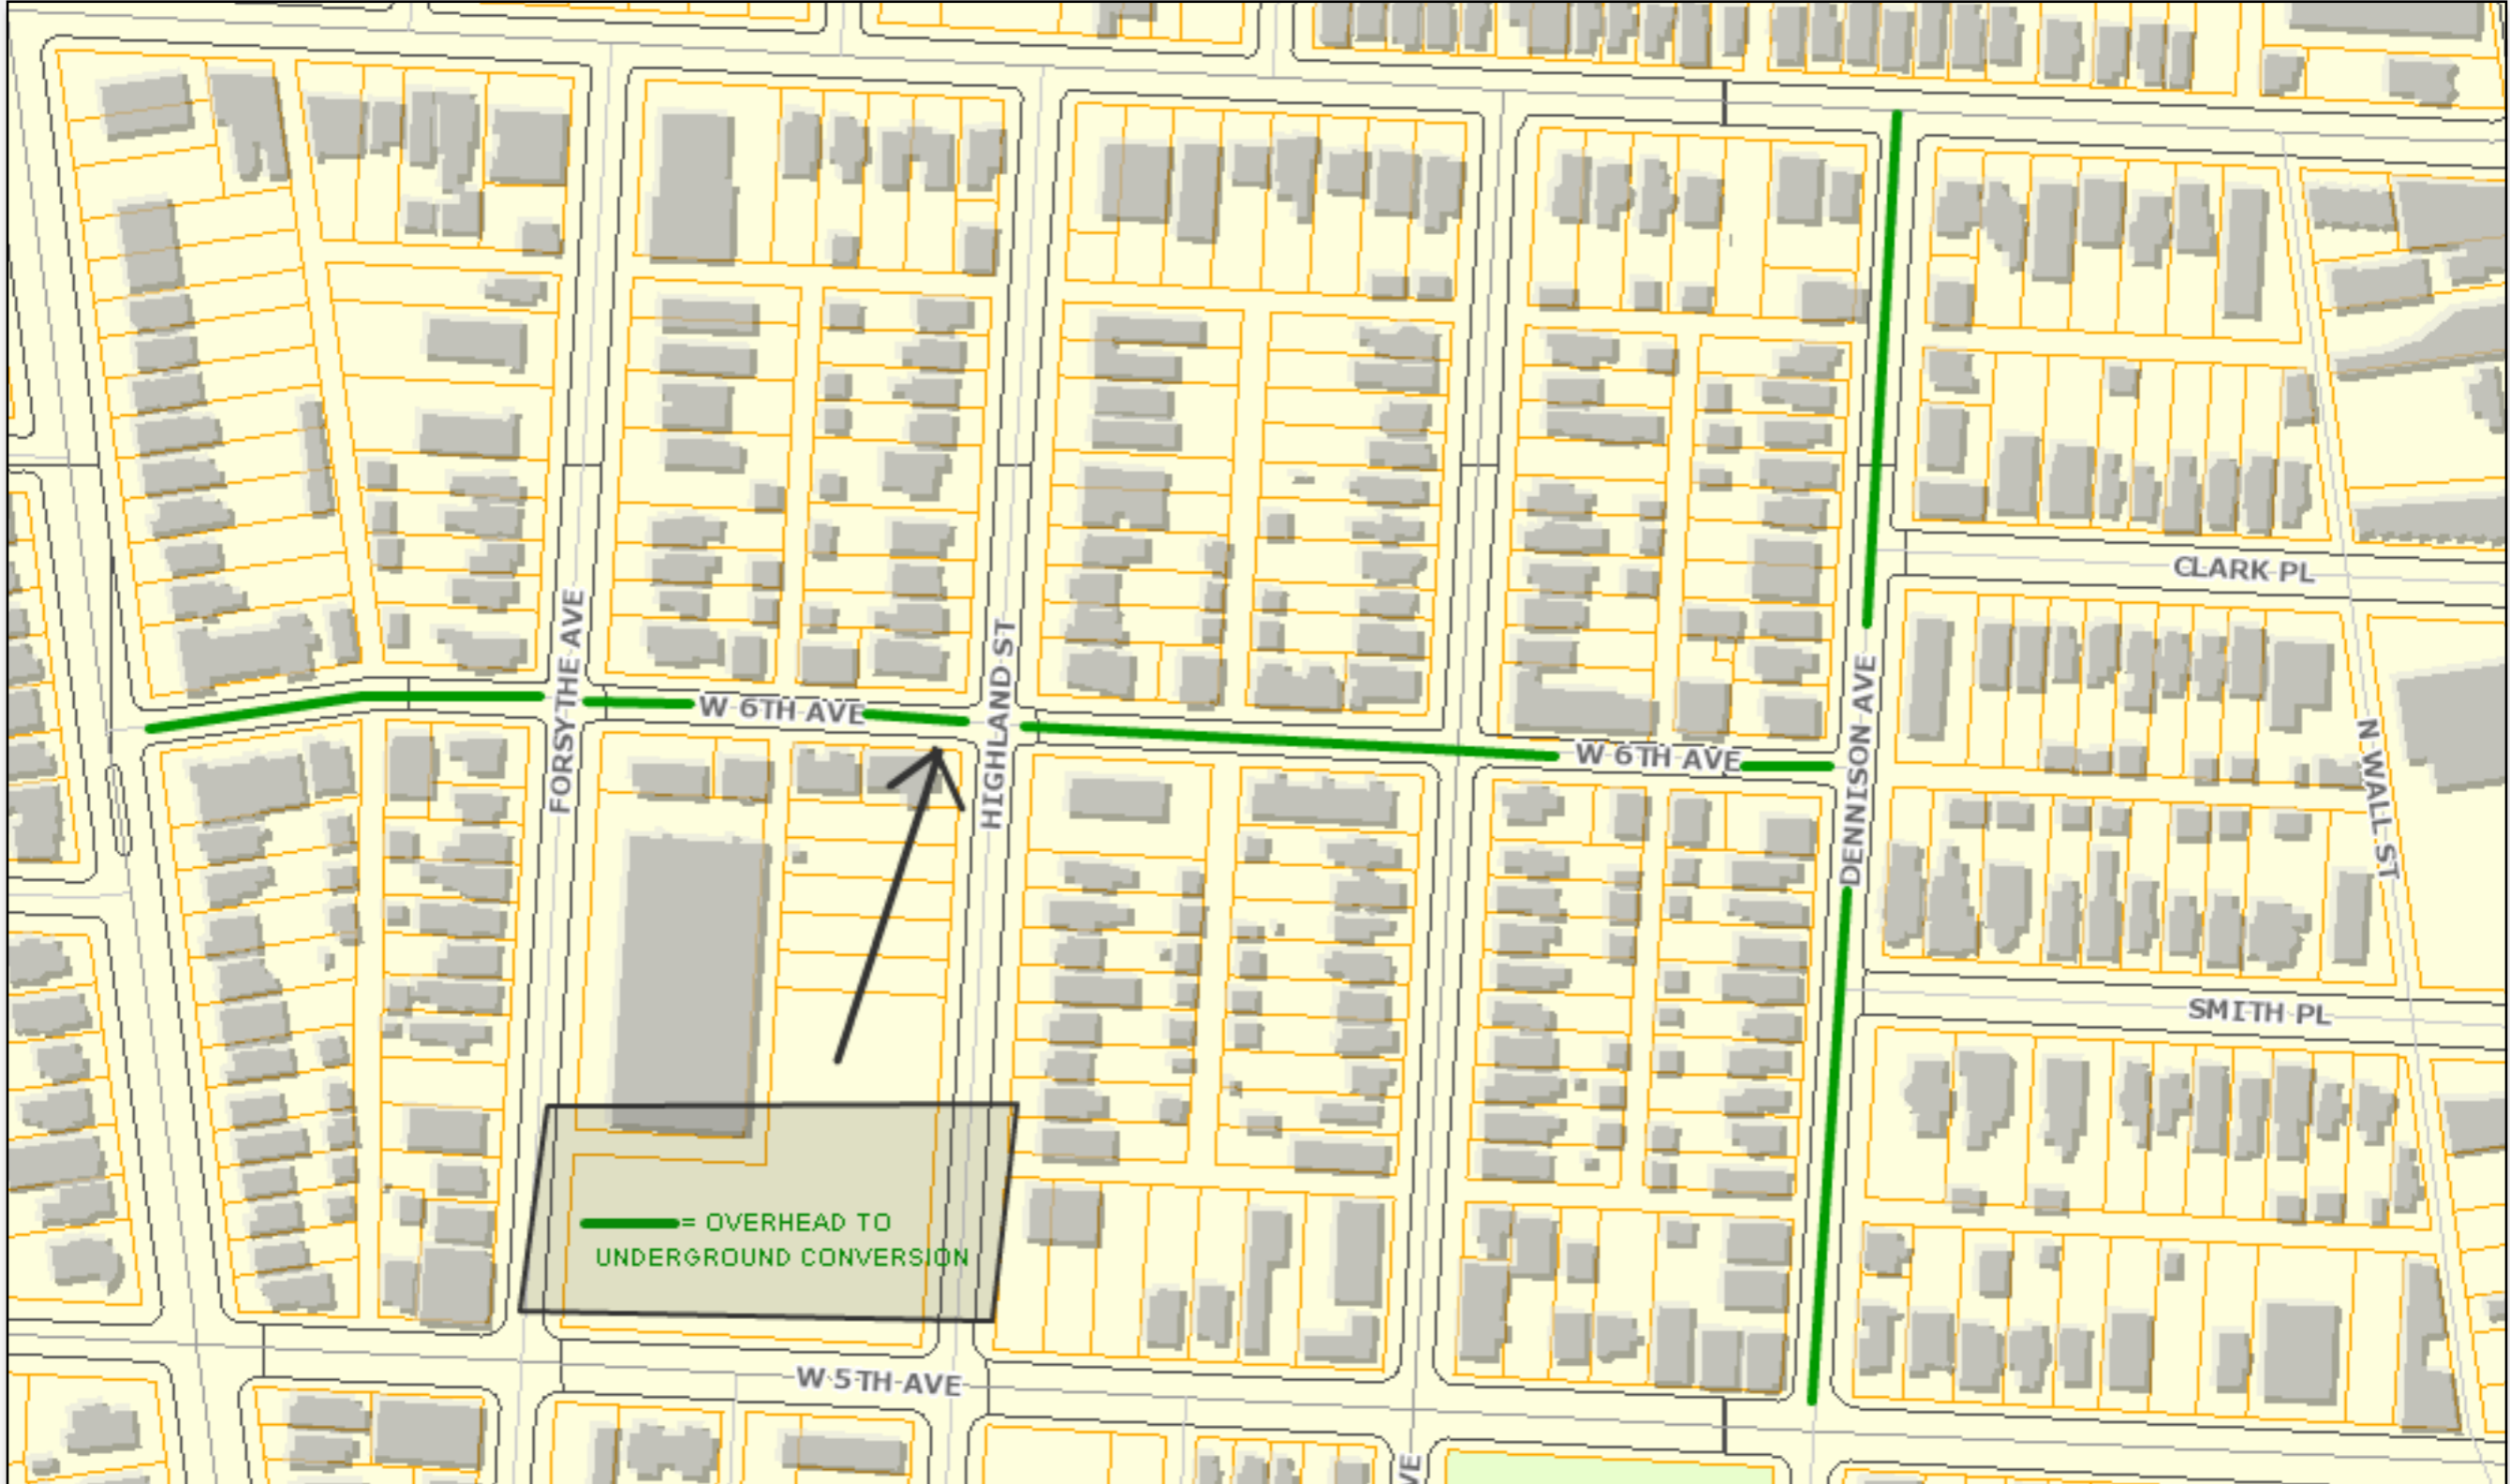 CLARK PL
FORSYTHE AVE
HIGHLAND ST
W 6TH AVE
W 6TH AVE
DENNISON AVE
N WALL ST
SMITH PL
= OVERHEAD TO
UNDERGROUND CONVERSION
W 5TH AVE